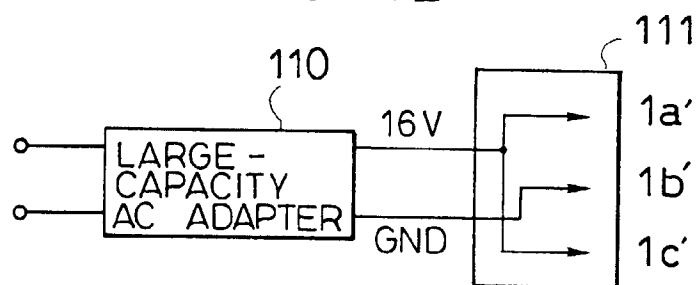 111
110
16V
1a′
LARGE-
CAPACITY
AC ADAPTER
1b′
GND
1c′